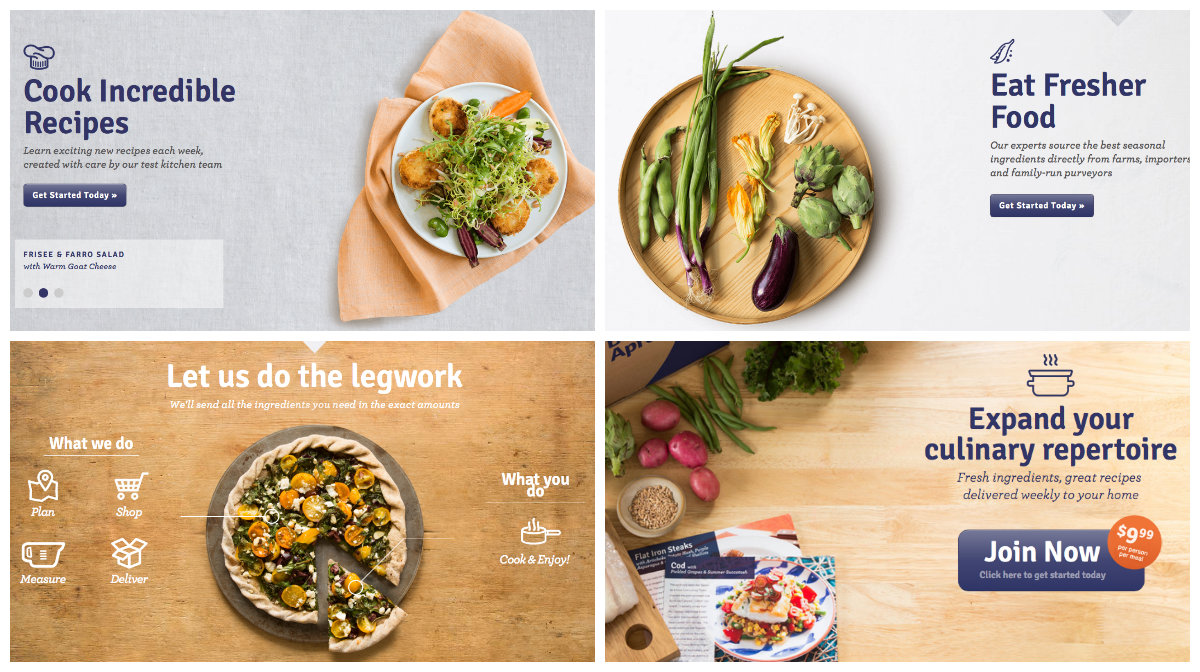 Cook Incredible
Recipes
Learn exciting new recipes each week,
created with care by our test kitchen team
Get Started Today »
FRISEE & FARRO SALAD
with Warm Goat Cheese
Eat Fresher
Food
Our experts source the best seasonal
ingredients directly from farms, importers
and family-run purveyors
Get Started Today »
Let us do the legwork
We'll send all the ingredients you need in the exact amounts
What we do
Plan
Shop
Measure
Deliver
What you
do
Cook & Enjoy!
Expand your
culinary repertoire
Fresh ingredients, great recipes
delivered weekly to your home
Join Now
Click here to get started today
$9.99
per person
per meal
Flat Iron Steaks
Cod with
Pickled Grapes & Summer Succotash